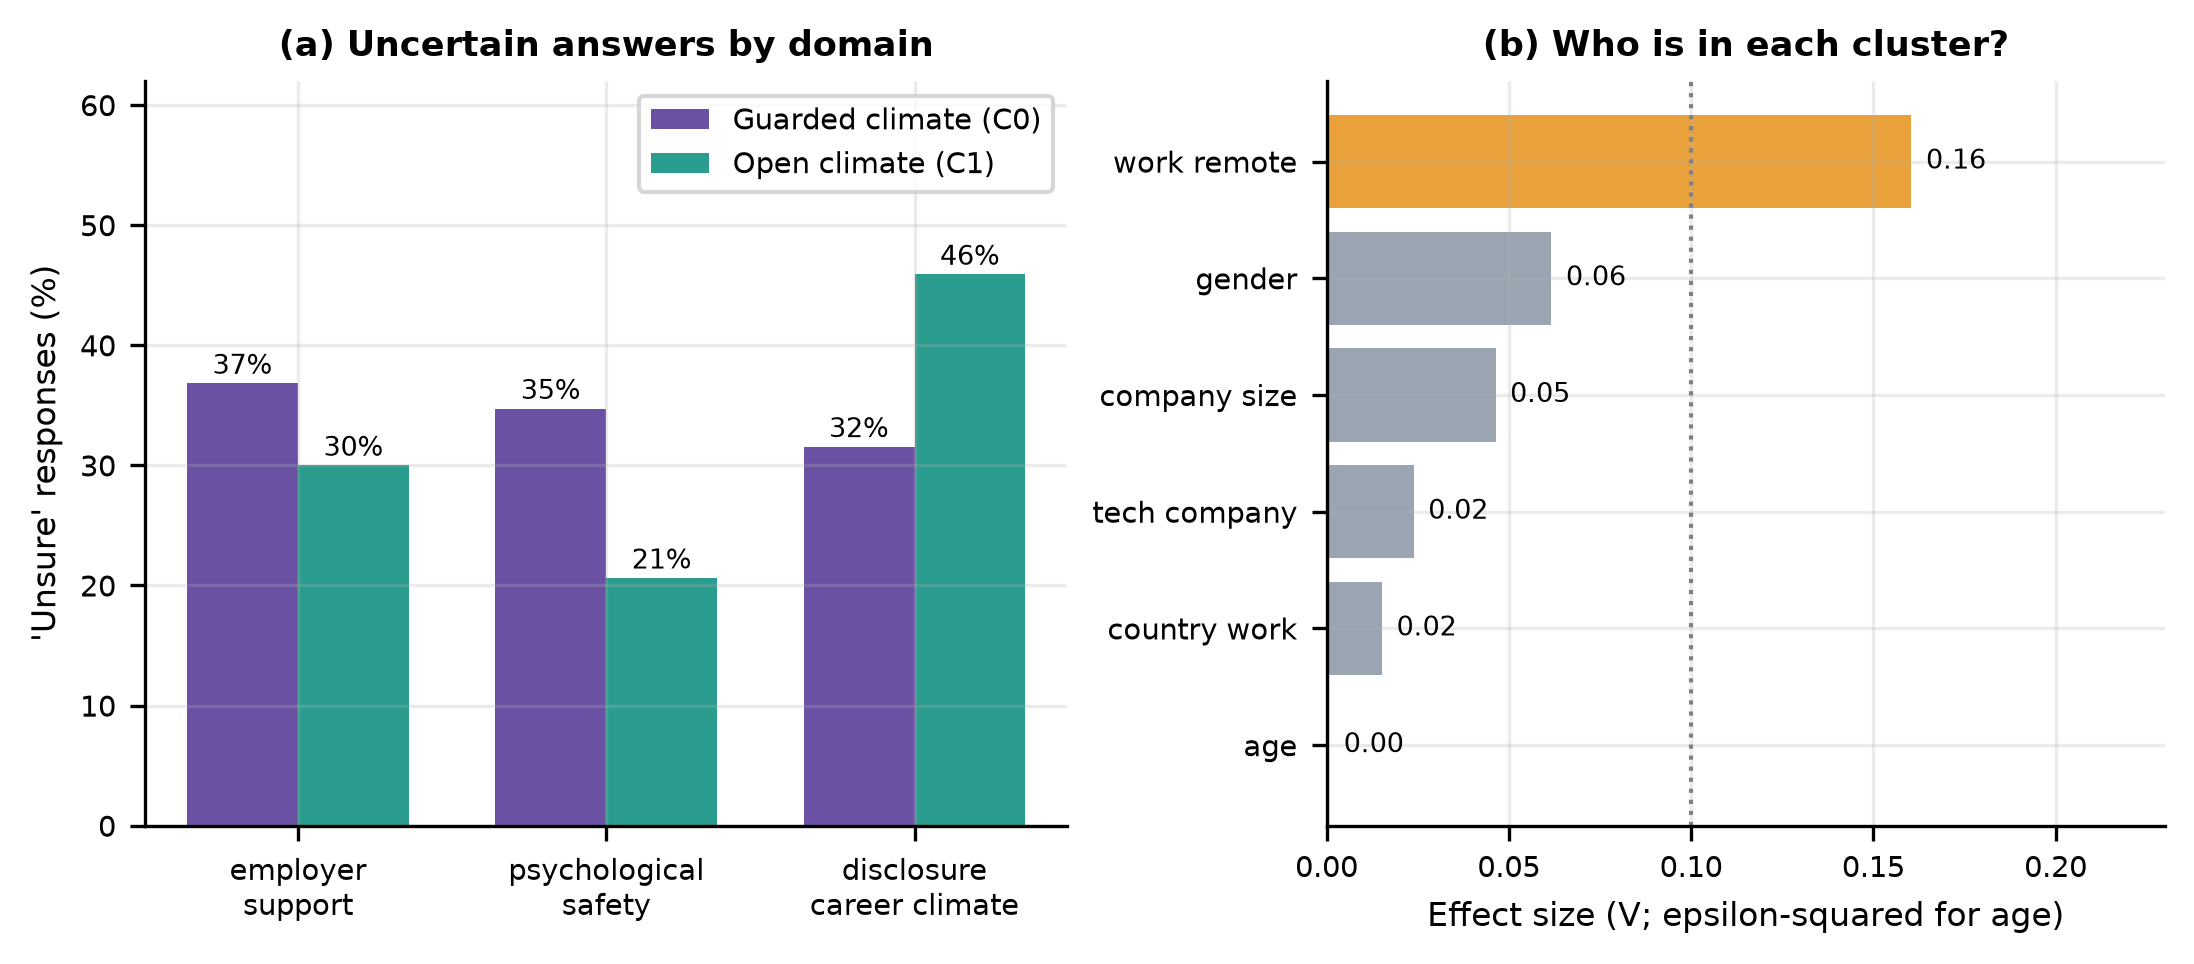 (a) Uncertain answers by domain
'Unsure' responses (%)
60
50
40
30
20
10
0
Guarded climate (C0)
Open climate (C1)
37%
30%
35%
21%
32%
46%
employer
support
psychological
safety
disclosure
career climate
(b) Who is in each cluster?
work remote
0.16
gender
0.06
company size
0.05
tech company
0.02
country work
0.02
age
0.00
0.00
0.05
0.10
0.15
0.20
Effect size (V; epsilon-squared for age)